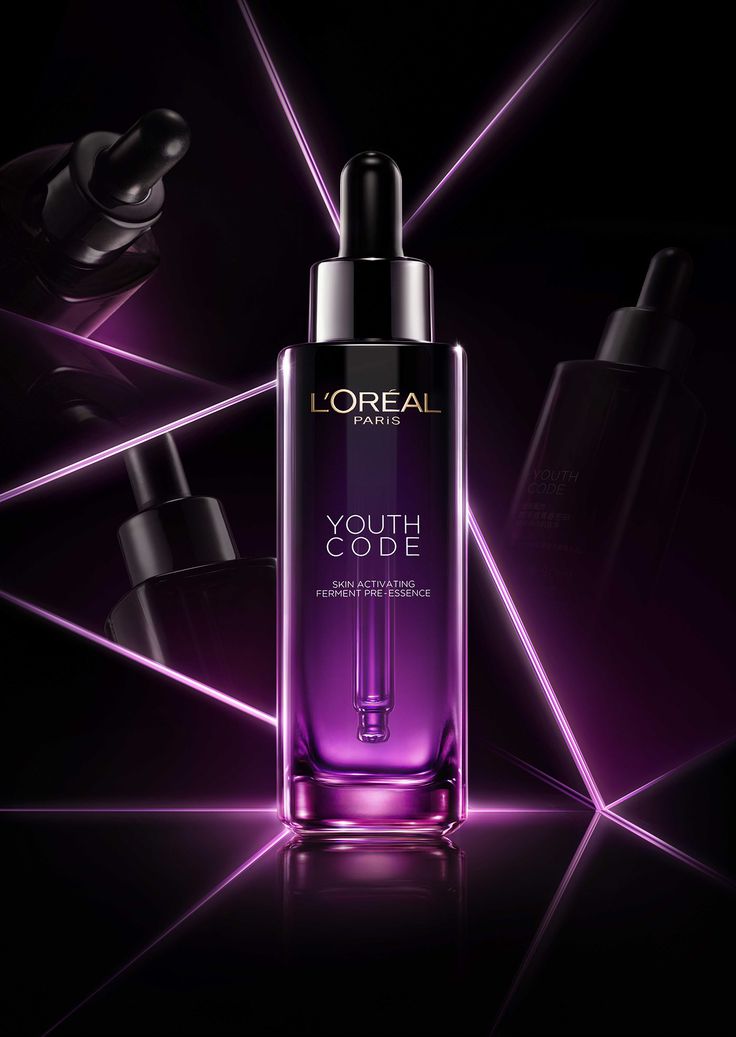 L'ORÉAL
PARiS
YOUTH
CODE
SKIN ACTIVATING
FERMENT PRE-ESSENCE
YOUTH
CODE